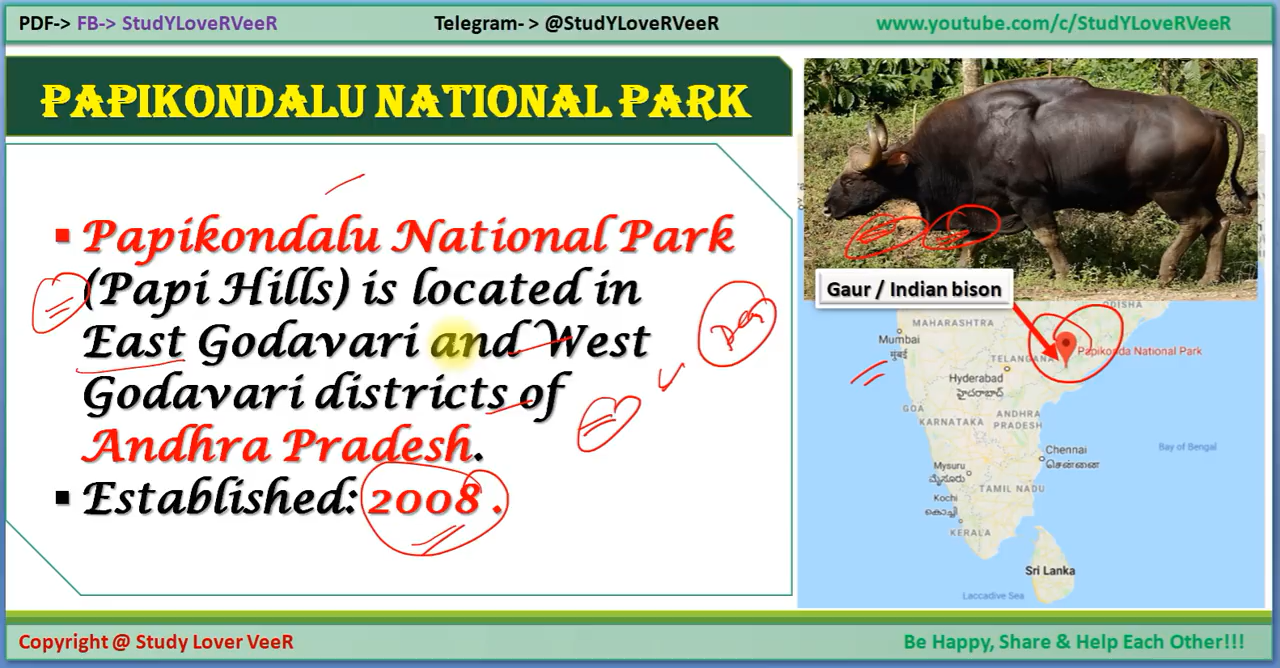 PDF-> FB-> StudYLoveRVeeR
Telegram- > @StudYLoveRVeeR
www.youtube.com/c/StudYLoveRVeeR
PAPIKONDALU NATIONAL PARK
▪ Papikondalu National Park
(Papi Hills) is located in
East Godavari and West
Godavari districts of
Andhra Pradesh.
▪ Established: 2008 .
Gaur / Indian bison
ODISHA
MAHARASHTRA
Mumbai
मुंबई
Papikonda National Park
TELANGANA
Hyderabad
हैदराबाद
GOA
KARNATAKA
ANDHRA
PRADESH
Bay of Bengal
Chennai
சென்னை
Mysuru
ಮೈಸೂರು
TAMIL NADU
Kochi
കൊച്ചി
KERALA
Sri Lanka
Laccadive Sea
Copyright @ Study Lover VeeR
Be Happy, Share & Help Each Other!!!